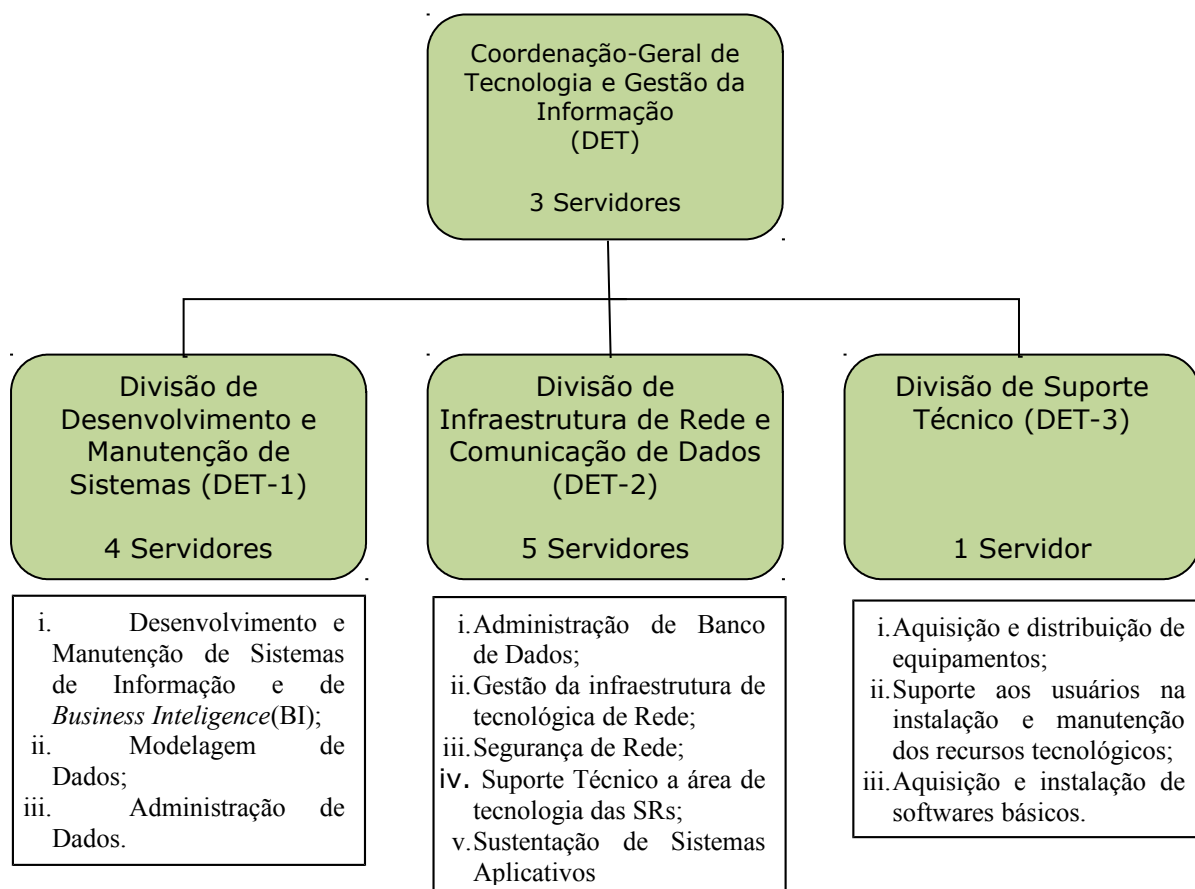 Coordenação-Geral de
Tecnologia e Gestão da
Informação
(DET)
3 Servidores
Divisão de
Desenvolvimento e
Manutenção de
Sistemas (DET-1)
4 Servidores
Divisão de
Infraestrutura de Rede e
Comunicação de Dados
(DET-2)
5 Servidores
Divisão de Suporte
Técnico (DET-3)
1 Servidor
i. Desenvolvimento e
Manutenção de Sistemas
de Informação e de
Business Inteligence(BI);
ii. Modelagem de
Dados;
iii. Administração de
Dados.
i. Administração de Banco
de Dados;
ii. Gestão da infraestrutura de
tecnológica de Rede;
iii. Segurança de Rede;
iv. Suporte Técnico a área de
tecnologia das SRs;
v. Sustentação de Sistemas
Aplicativos
i. Aquisição e distribuição de
equipamentos;
ii. Suporte aos usuários na
instalação e manutenção
dos recursos tecnológicos;
iii. Aquisição e instalação de
softwares básicos.